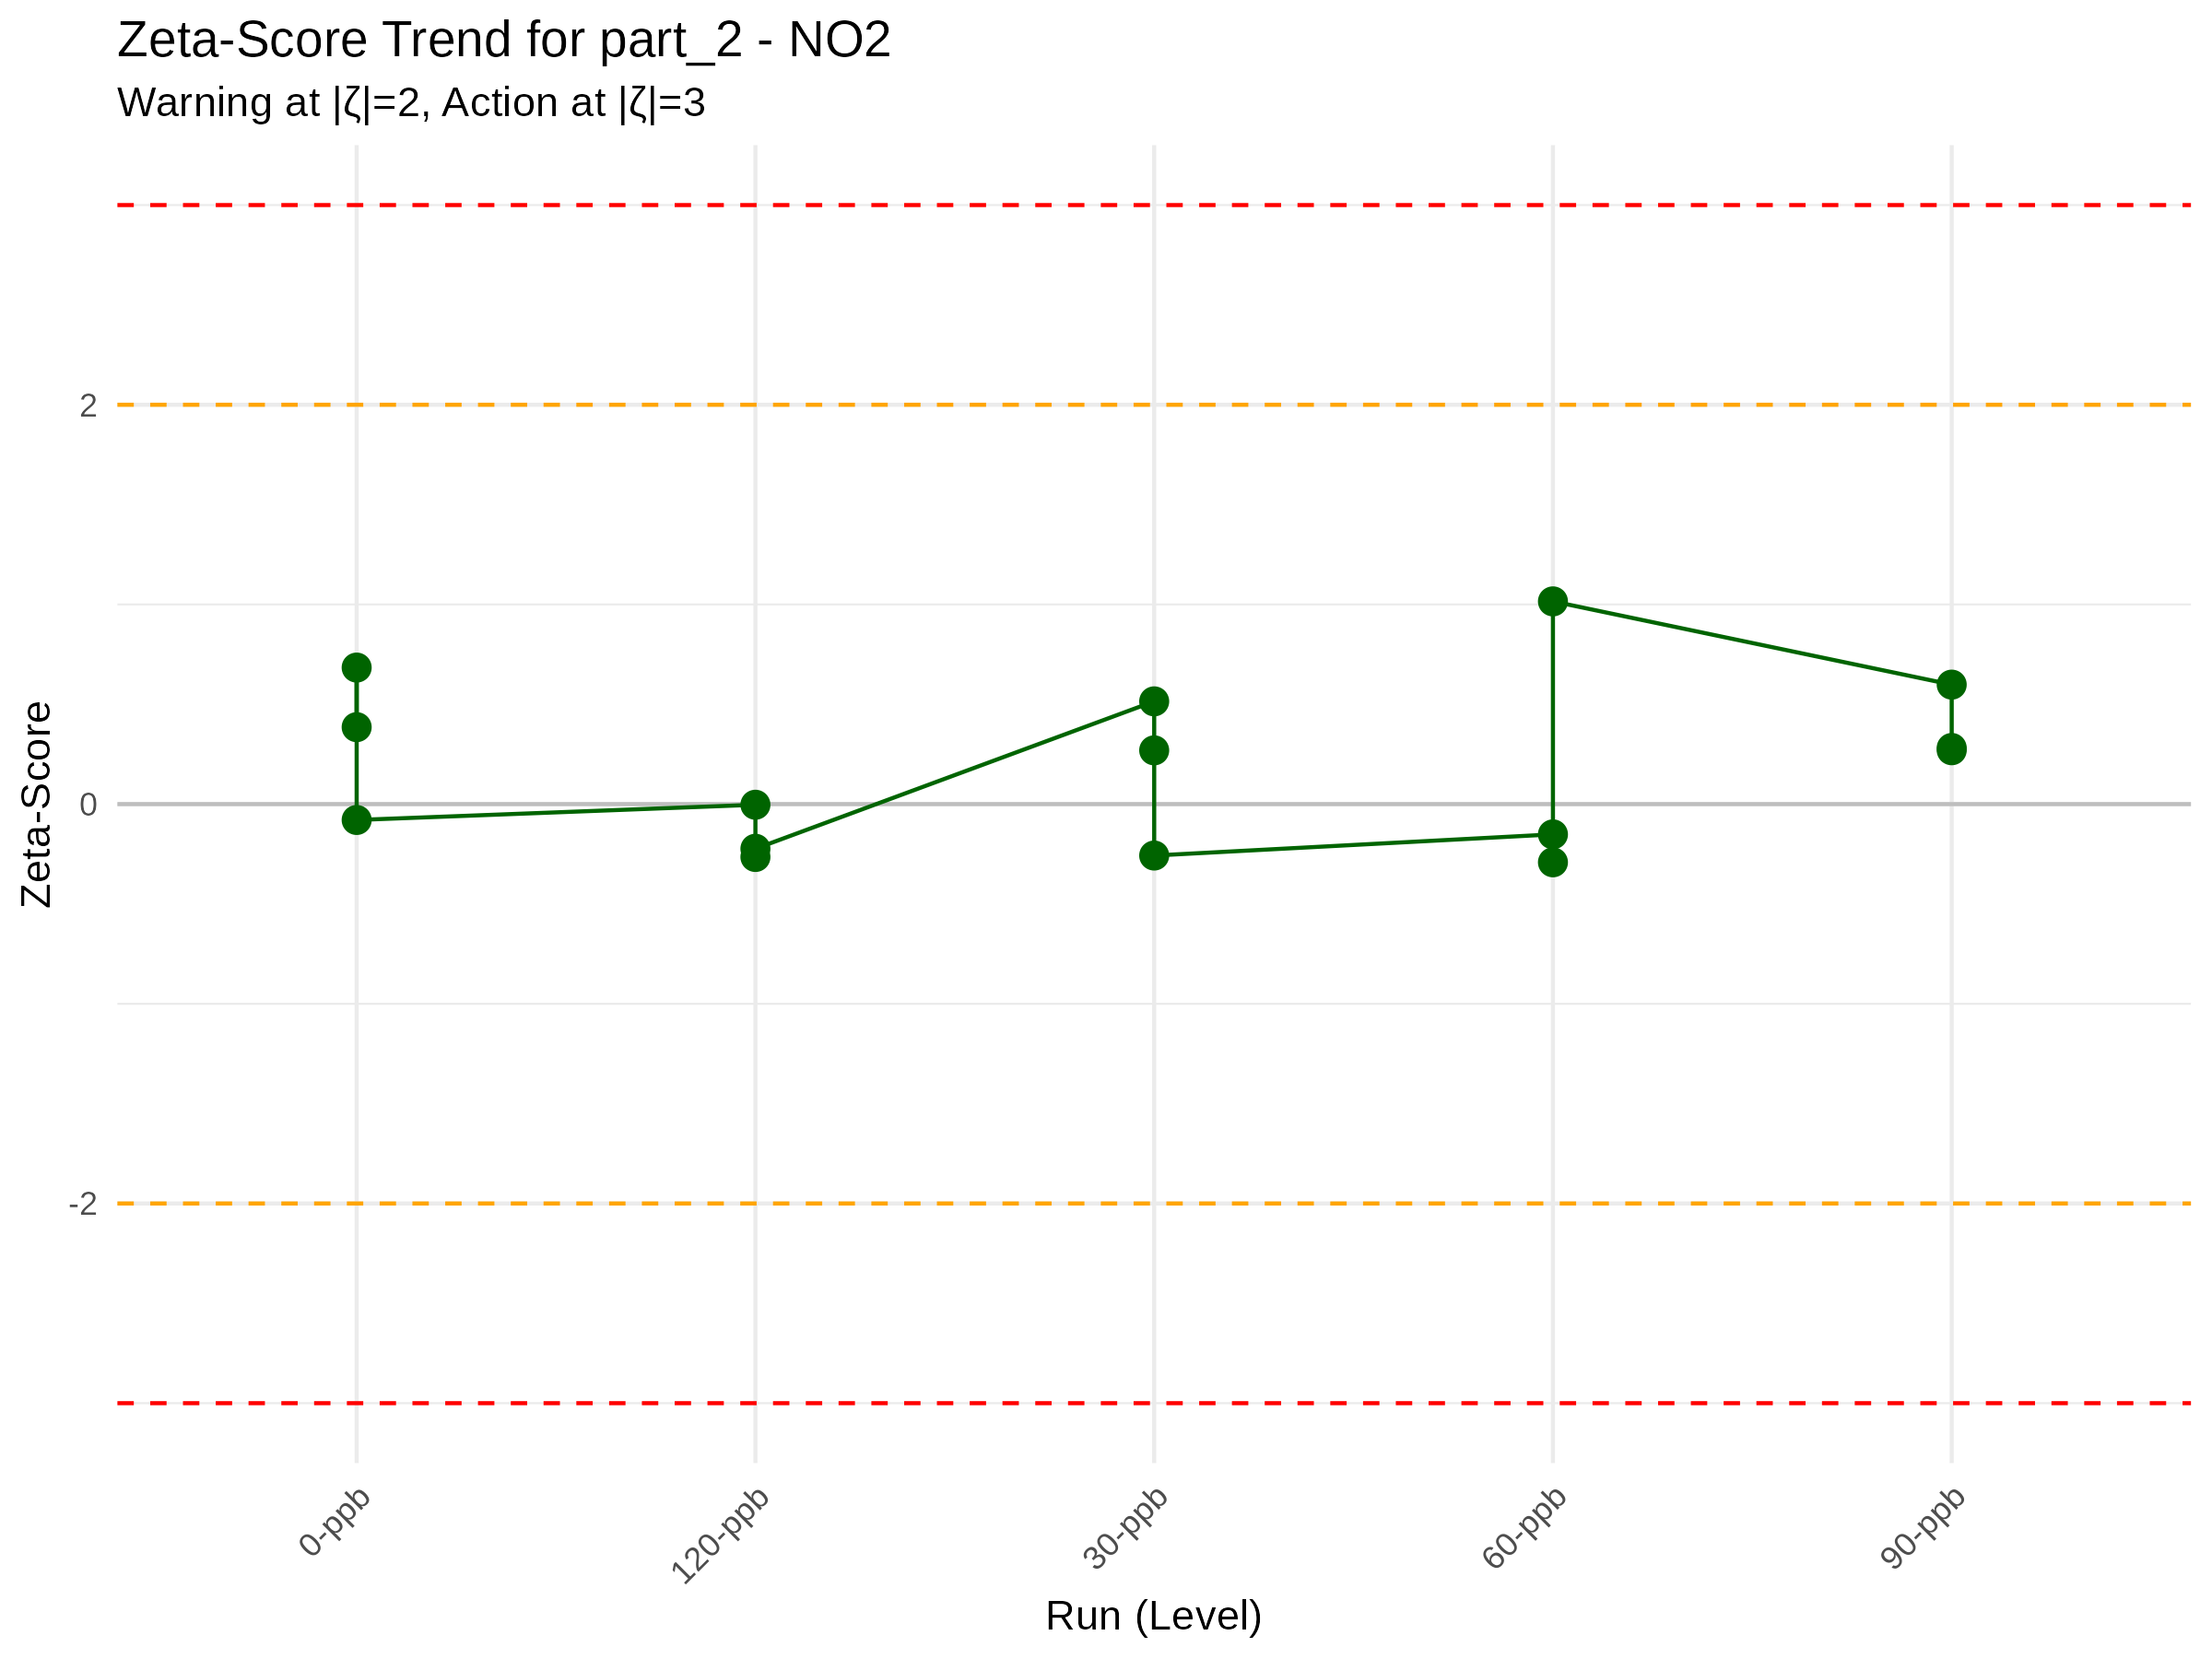 Zeta-Score Trend for part_2 - NO2
Warning at |ζ|=2, Action at |ζ|=3
Zeta-Score
2
0
-2
0-ppb
120-ppb
30-ppb
60-ppb
90-ppb
Run (Level)